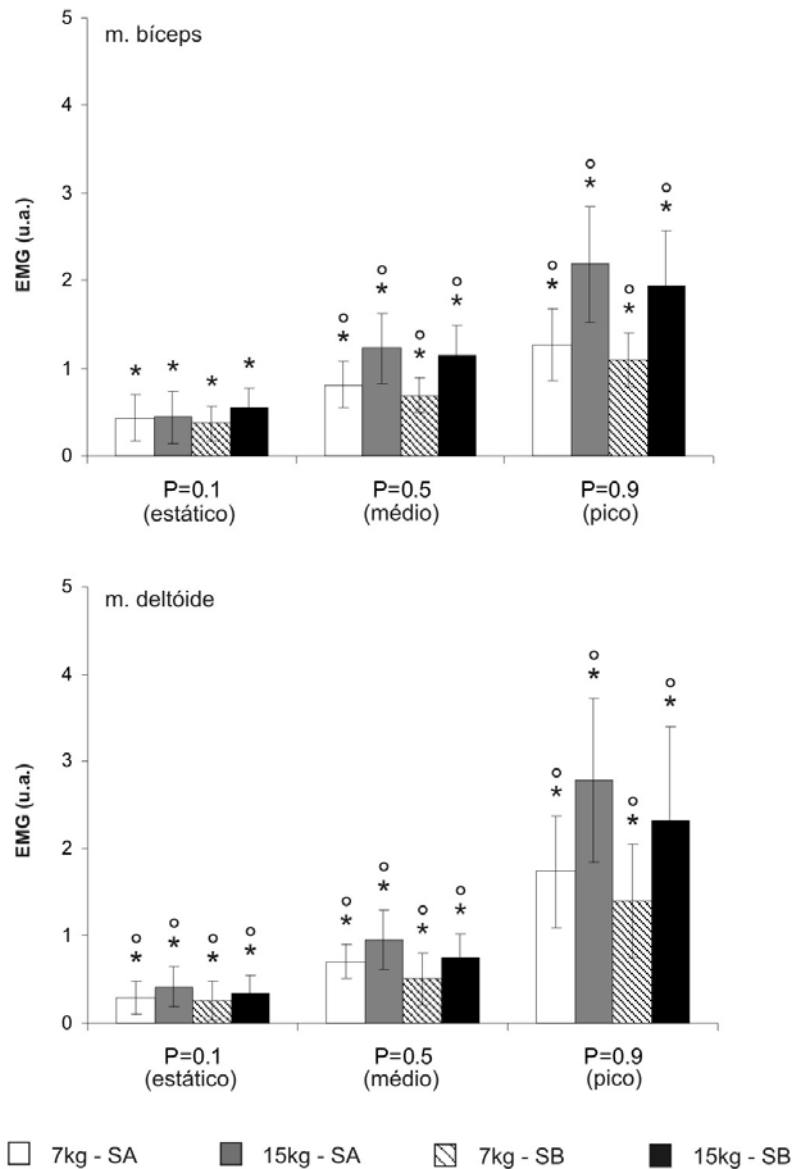 m. bíceps
EMG (u.a.)
5
4
3
2
1
0
° ° ° °
* * * *
° ° ° °
* * * *
* * * *
P=0.1 P=0.5 P=0.9
(estático) (médio) (pico)
m. deltóide
EMG (u.a.)
5
4
3
2
1
0
° ° ° °
* * * *
° ° ° °
* * * *
° ° ° °
* * * *
P=0.1 P=0.5 P=0.9
(estático) (médio) (pico)
7kg - SA 15kg - SA 7kg - SB 15kg - SB